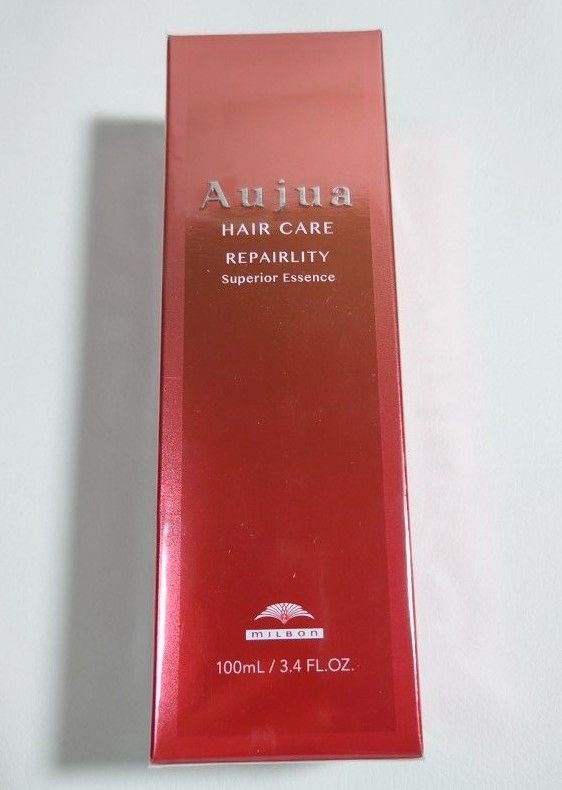 Aujua
HAIR CARE
REPAIRLITY
Superior Essence
MILBON
100mL / 3.4 FL.OZ.